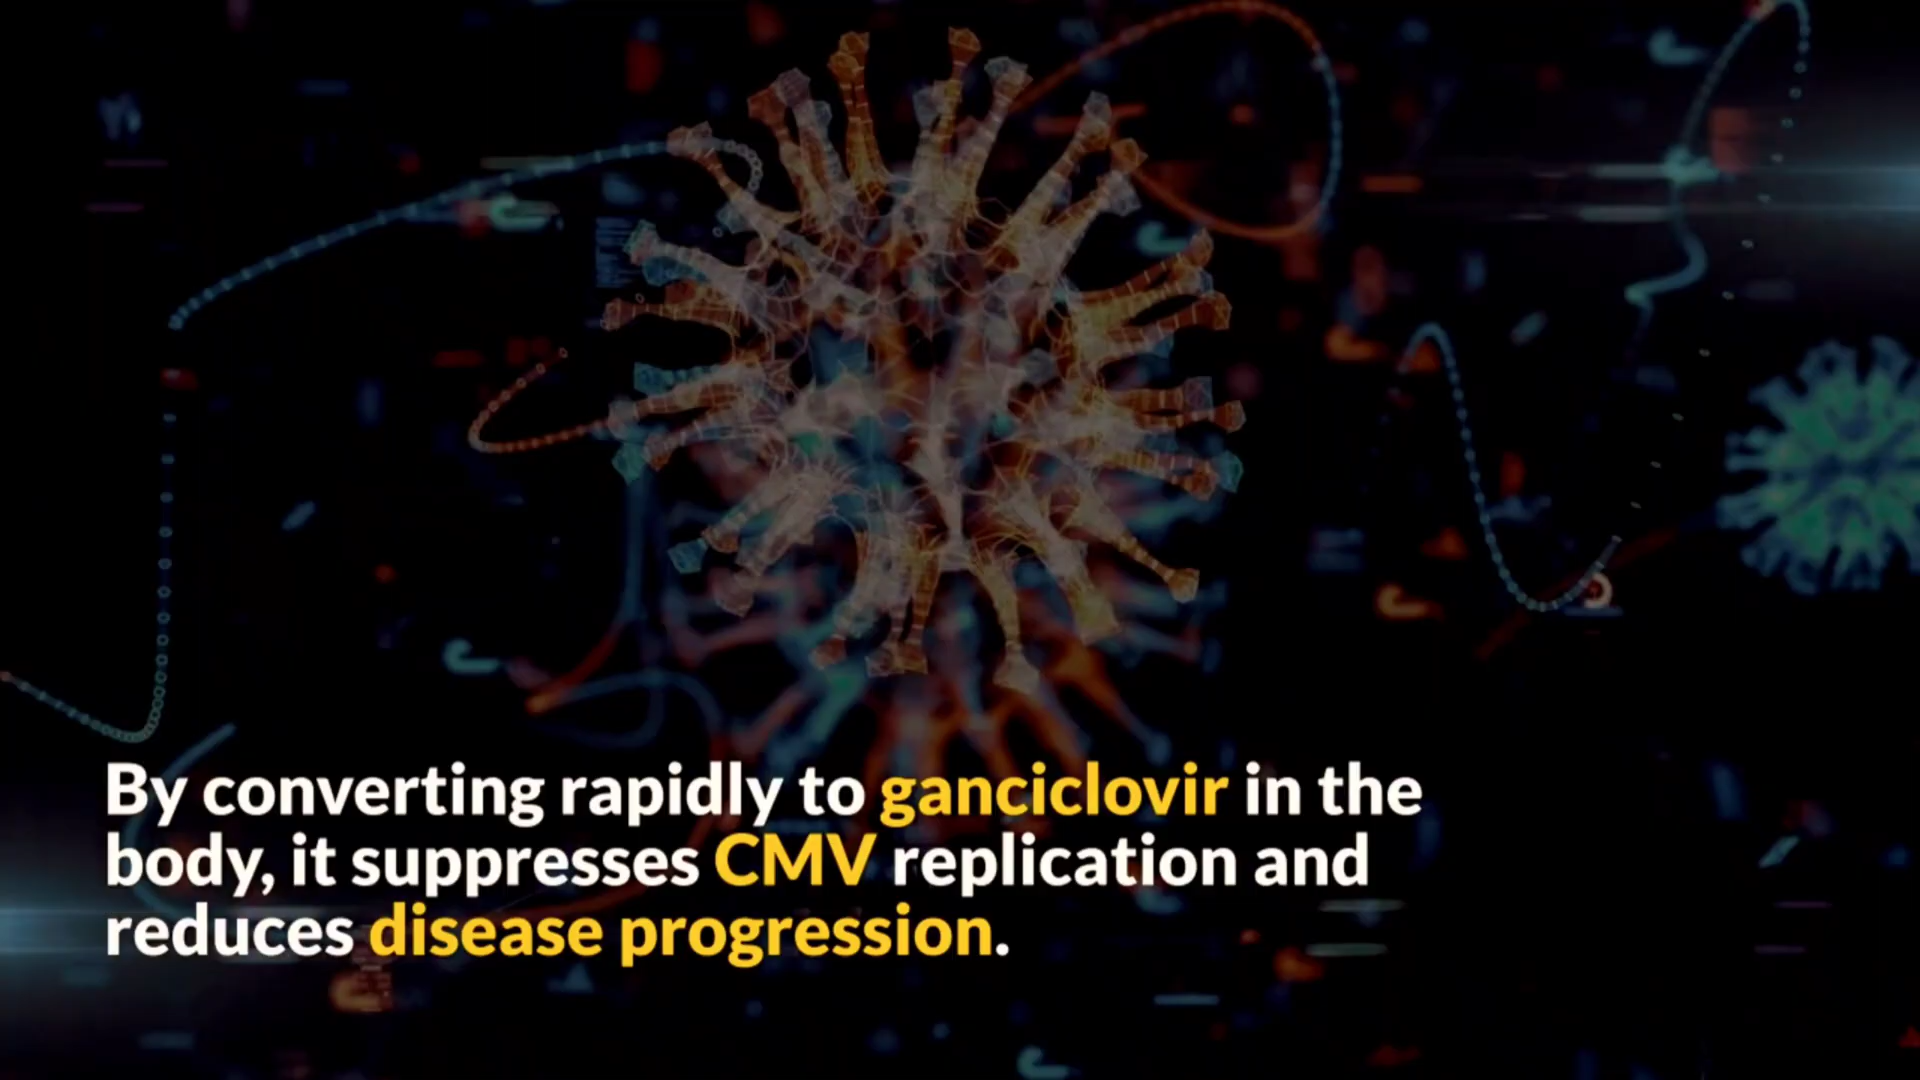 By converting rapidly to ganciclovir in the
body, it suppresses CMV replication and
reduces disease progression.